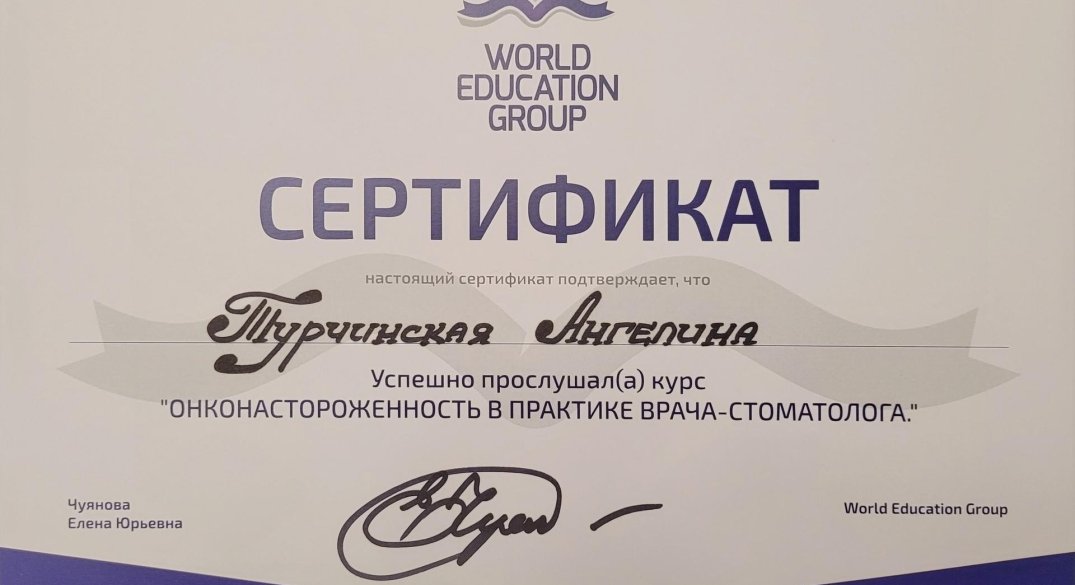 WORLD
EDUCATION
GROUP
СЕРТИФИКАТ
настоящий сертификат подтверждает, что
Турчинская Ангелина
Успешно прослушал(а) курс
"ОНКОНАСТОРОЖЕННОСТЬ В ПРАКТИКЕ ВРАЧА-СТОМАТОЛОГА."
Чуянова
Елена Юрьевна
World Education Group